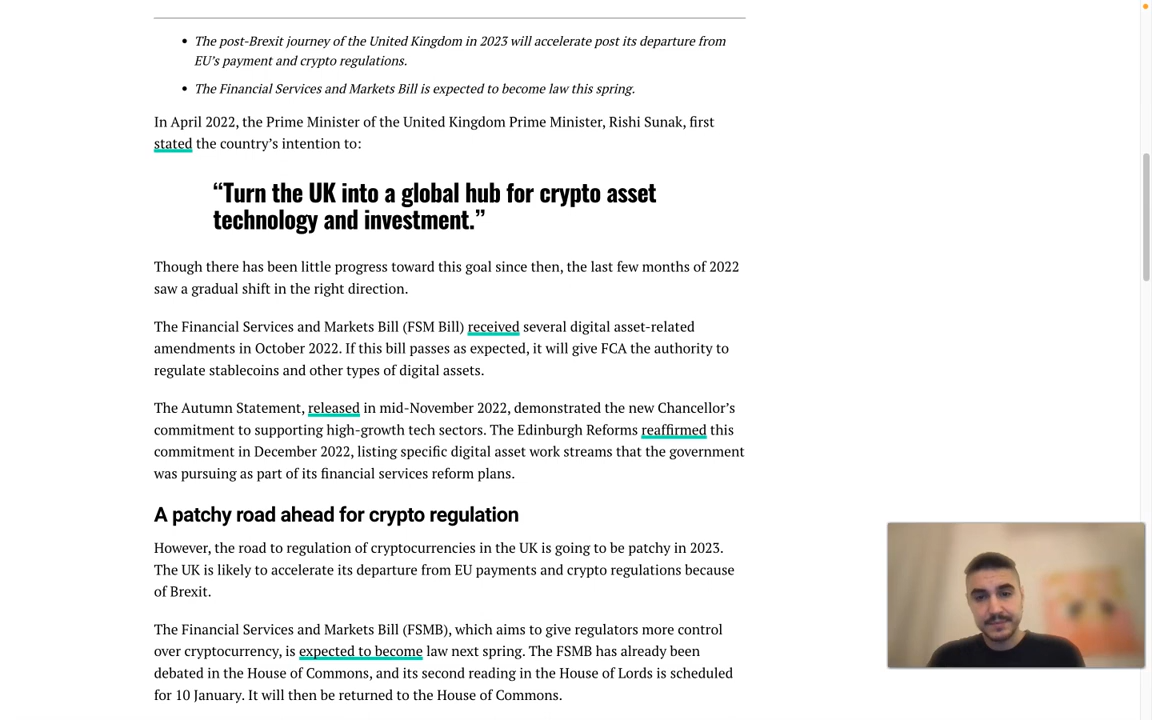 • The post-Brexit journey of the United Kingdom in 2023 will accelerate post its departure from
EU’s payment and crypto regulations.
• The Financial Services and Markets Bill is expected to become law this spring.
In April 2022, the Prime Minister of the United Kingdom Prime Minister, Rishi Sunak, first
stated the country’s intention to:
“Turn the UK into a global hub for crypto asset
technology and investment.”
Though there has been little progress toward this goal since then, the last few months of 2022
saw a gradual shift in the right direction.
The Financial Services and Markets Bill (FSM Bill) received several digital asset-related
amendments in October 2022. If this bill passes as expected, it will give FCA the authority to
regulate stablecoins and other types of digital assets.
The Autumn Statement, released in mid-November 2022, demonstrated the new Chancellor’s
commitment to supporting high-growth tech sectors. The Edinburgh Reforms reaffirmed this
commitment in December 2022, listing specific digital asset work streams that the government
was pursuing as part of its financial services reform plans.
A patchy road ahead for crypto regulation
However, the road to regulation of cryptocurrencies in the UK is going to be patchy in 2023.
The UK is likely to accelerate its departure from EU payments and crypto regulations because
of Brexit.
The Financial Services and Markets Bill (FSMB), which aims to give regulators more control
over cryptocurrency, is expected to become law next spring. The FSMB has already been
debated in the House of Commons, and its second reading in the House of Lords is scheduled
for 10 January. It will then be returned to the House of Commons.